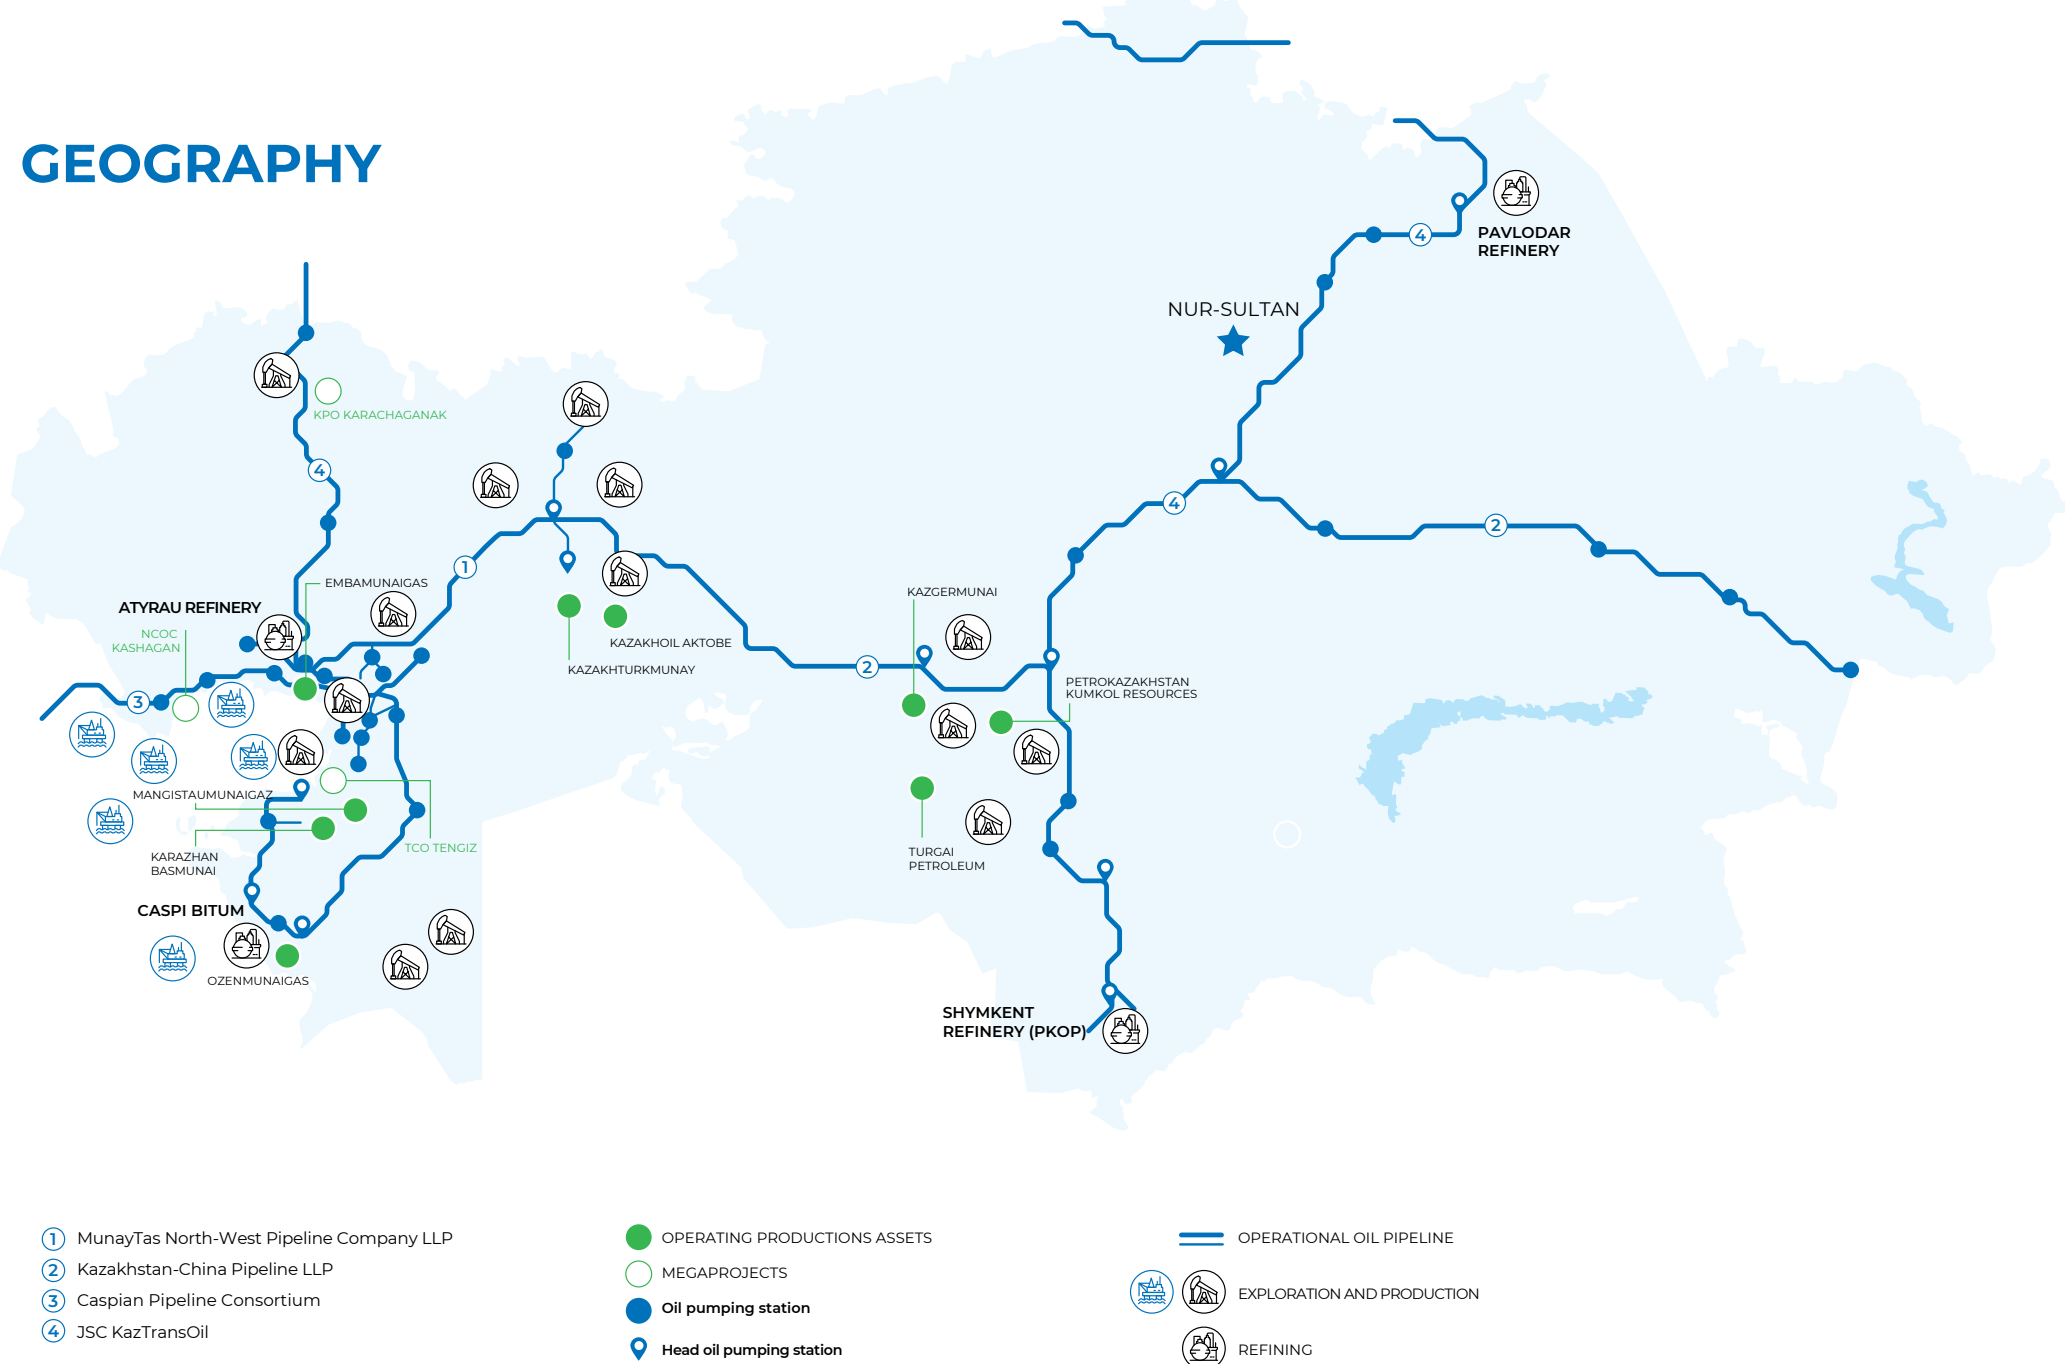 GEOGRAPHY
PAVLODAR
REFINERY
4
NUR-SULTAN
KPO KARACHAGANAK
4
4
2
1
EMBAMUNAIGAS
ATYRAU REFINERY
NCOC
KASHAGAN
KAZGERMUNAI
KAZAKHOIL AKTOBE
KAZAKHTURKMUNAY
2
PETROKAZAKHSTAN
KUMKOL RESOURCES
3
MANGISTAUMUNAIGAZ
TCO TENGIZ
KARAZHAN
BASMUNAI
TURGAI
PETROLEUM
CASPI BITUM
OZENMUNAIGAS
SHYMKENT
REFINERY (PKOP)
1 MunayTas North-West Pipeline Company LLP
2 Kazakhstan-China Pipeline LLP
3 Caspian Pipeline Consortium
4 JSC KazTransOil
OPERATING PRODUCTIONS ASSETS
MEGAPROJECTS
Oil pumping station
Head oil pumping station
OPERATIONAL OIL PIPELINE
EXPLORATION AND PRODUCTION
REFINING